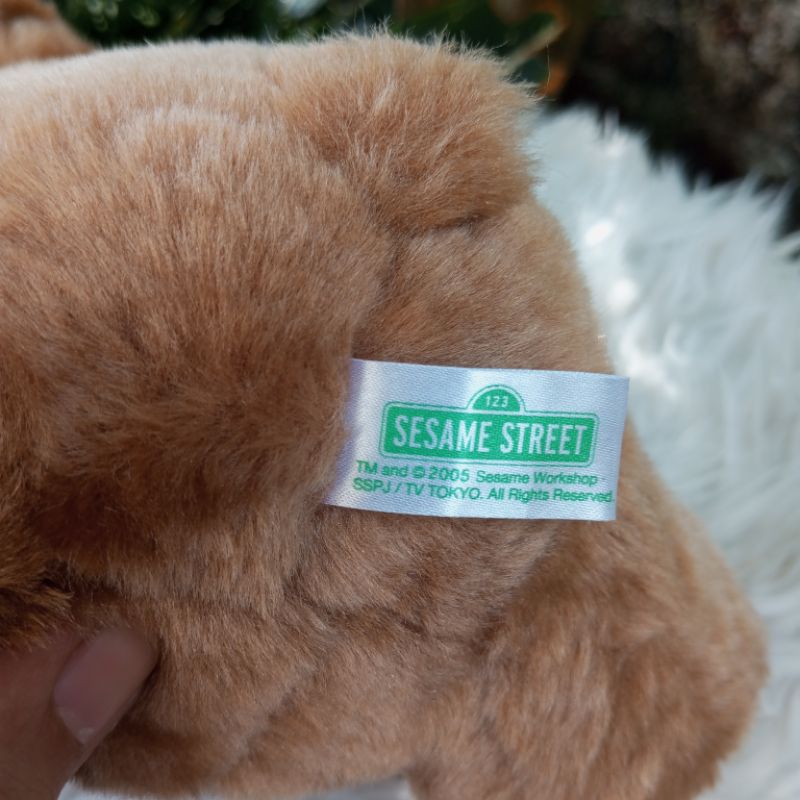 123
SESAME STREET
TM and © 2005 Sesame Workshop -
SSPJ / TV TOKYO. All Rights Reserved.